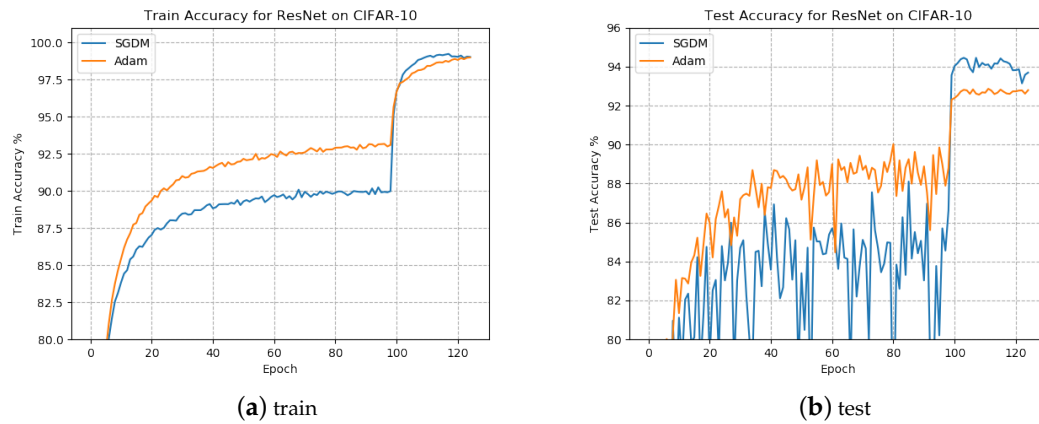 Train Accuracy for ResNet on CIFAR-10
SGDM
Adam
100.0
97.5
95.0
92.5
90.0
87.5
85.0
82.5
80.0
Train Accuracy %
0 20 40 60 80 100 120
Epoch
(a) train
Test Accuracy for ResNet on CIFAR-10
SGDM
Adam
96
94
92
90
88
86
84
82
80
Test Accuracy %
0 20 40 60 80 100 120
Epoch
(b) test